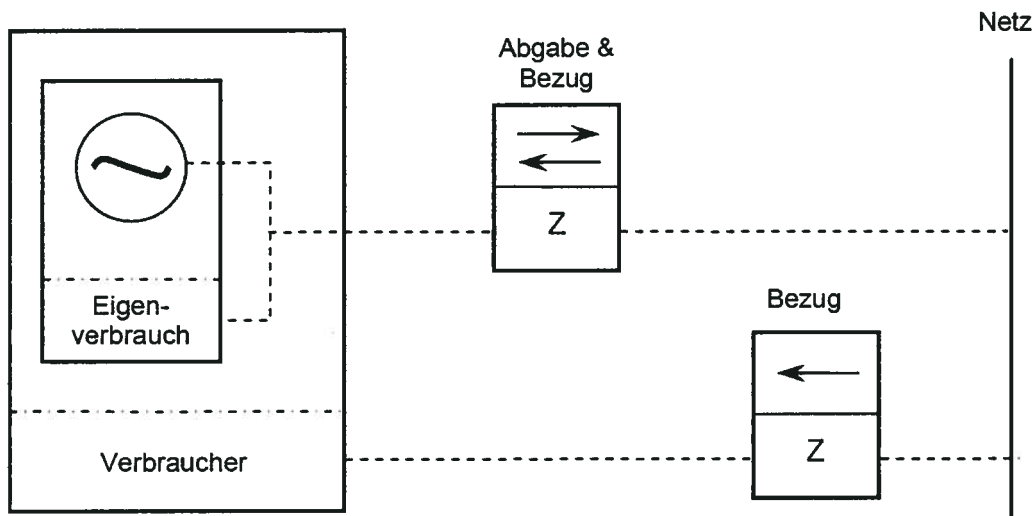 Netz
Abgabe &
Bezug
Z
Eigen-
verbrauch
Bezug
Z
Verbraucher